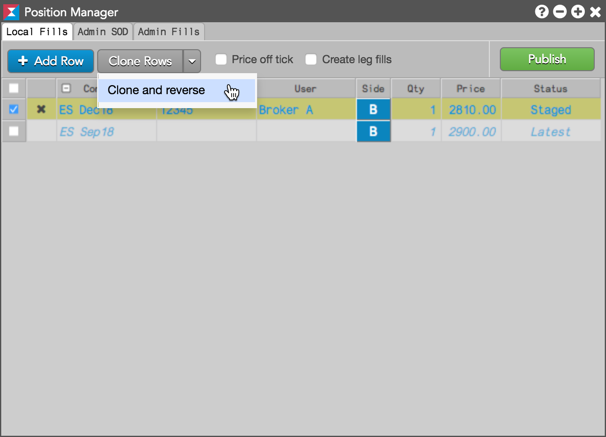 Position Manager
Local Fills Admin SOD Admin Fills
+ Add Row Clone Rows Price off tick Create leg fills Publish
Clone and reverse
User Side Qty Price Status
ES Dec18 12345 Broker A B 1 2810.00 Staged
ES Sep18 B 1 2900.00 Latest